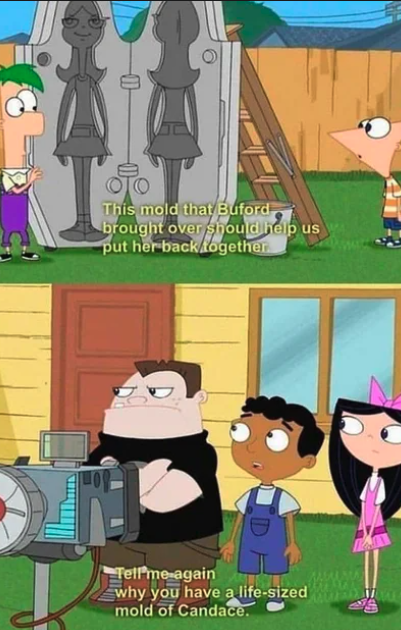 This mold that Buford
brought over should help us
put her back together.
Tell me again
why you have a life-sized
mold of Candace.